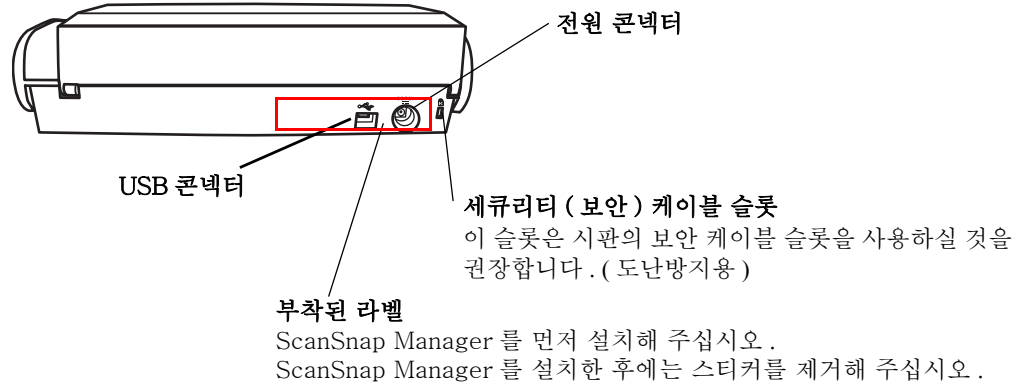 전원 콘넥터
USB 콘넥터
세큐리티 ( 보안 ) 케이블 슬롯
이 슬롯은 시판의 보안 케이블 슬롯을 사용하실 것을
권장합니다 . ( 도난방지용 )
부착된 라벨
ScanSnap Manager 를 먼저 설치해 주십시오 .
ScanSnap Manager 를 설치한 후에는 스티커를 제거해 주십시오 .